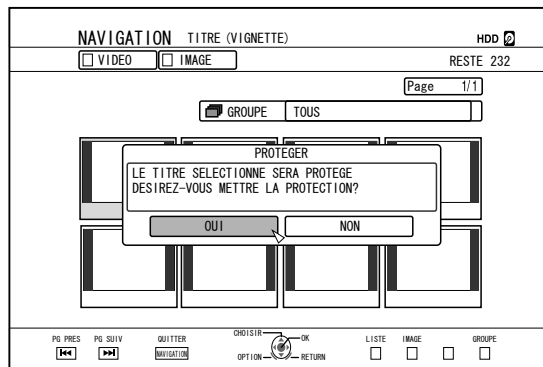 NAVIGATION TITRE (VIGNETTE) HDD
VIDEO IMAGE RESTE 232
Page 1/1
GROUPE TOUS
PROTEGER
LE TITRE SELECTIONNE SERA PROTEGE
DESIREZ-VOUS METTRE LA PROTECTION?
OUI NON
PG PRES PG SUIV QUITTER CHOISIR OK LISTE IMAGE GROUPE
NAVIGATION OPTION RETURN